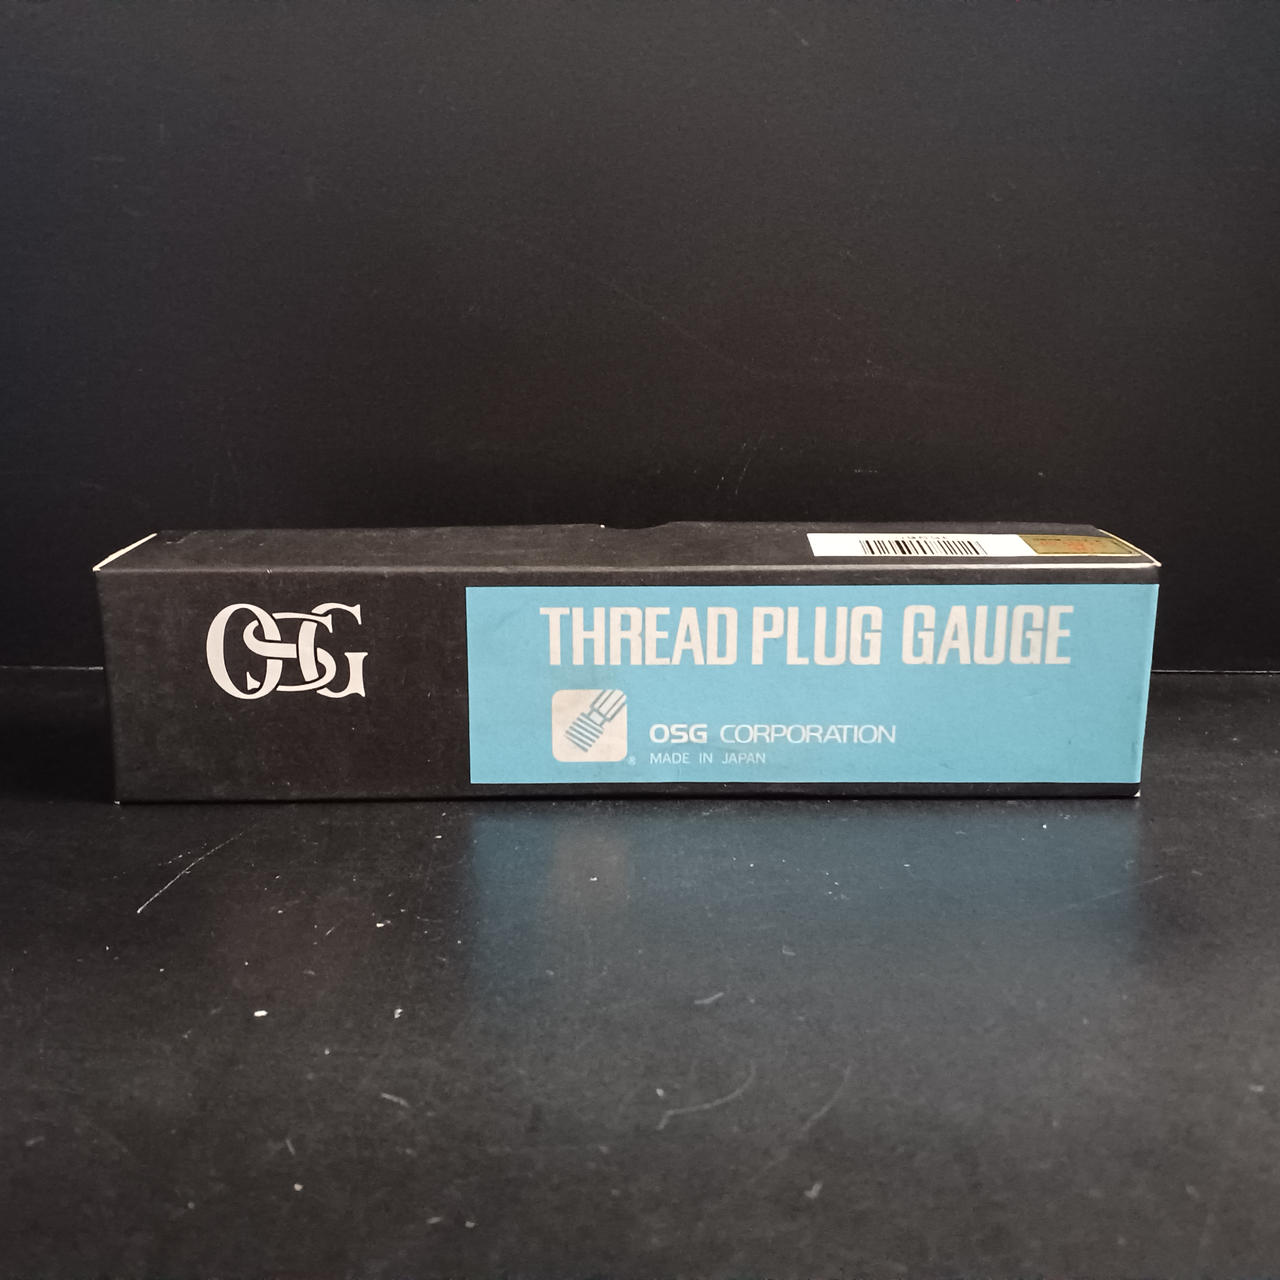 OSG
THREAD PLUG GAUGE
OSG CORPORATION
® MADE IN JAPAN